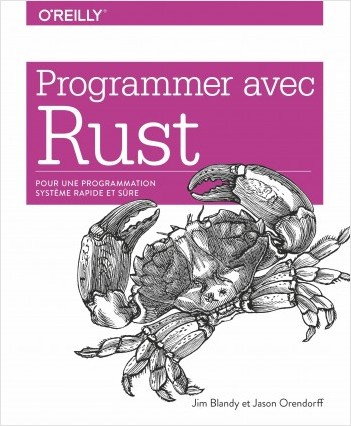 O'REILLY®
Programmer avec
Rust
POUR UNE PROGRAMMATION
SYSTÈME RAPIDE ET SÛRE
Jim Blandy et Jason Orendorff